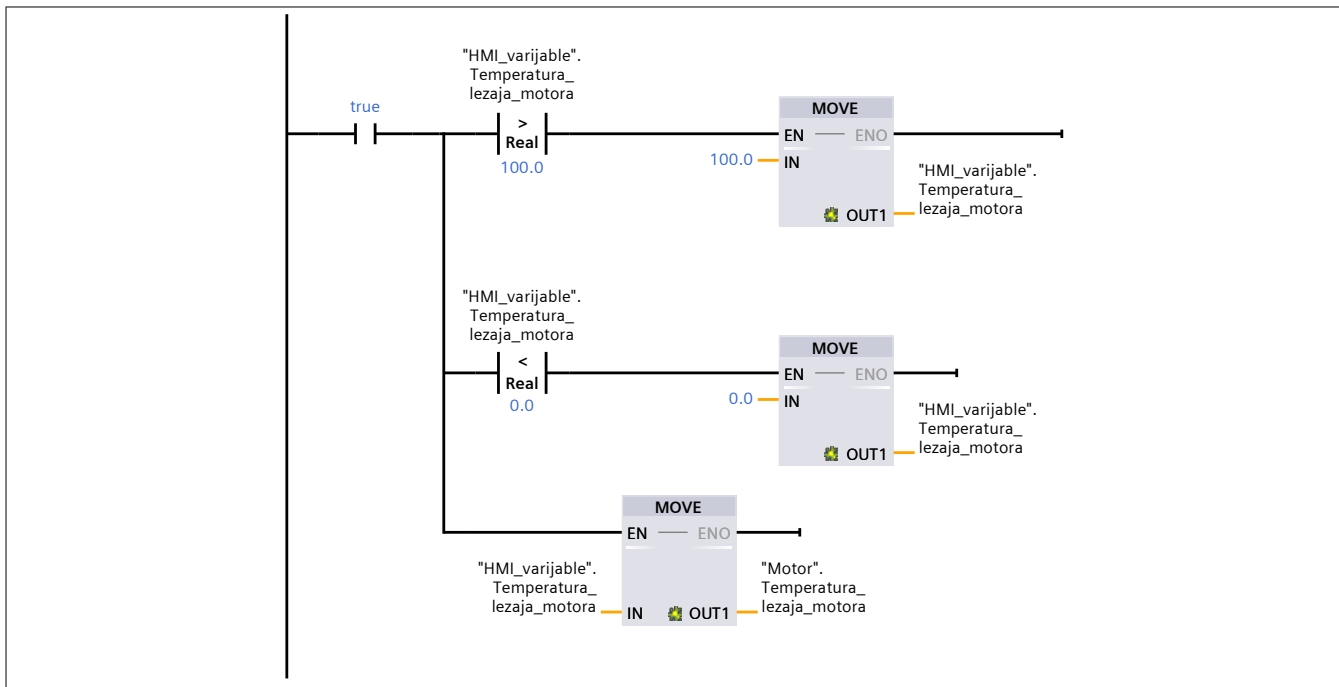 "HMI_varijable".
Temperatura_
lezaja_motora
true
>
Real
100.0
MOVE
EN
ENO
100.0
IN
OUT1
"HMI_varijable".
Temperatura_
lezaja_motora
"HMI_varijable".
Temperatura_
lezaja_motora
<
Real
0.0
MOVE
EN
ENO
0.0
IN
OUT1
"HMI_varijable".
Temperatura_
lezaja_motora
MOVE
EN
ENO
"HMI_varijable".
Temperatura_
lezaja_motora
IN
OUT1
"Motor".
Temperatura_
lezaja_motora